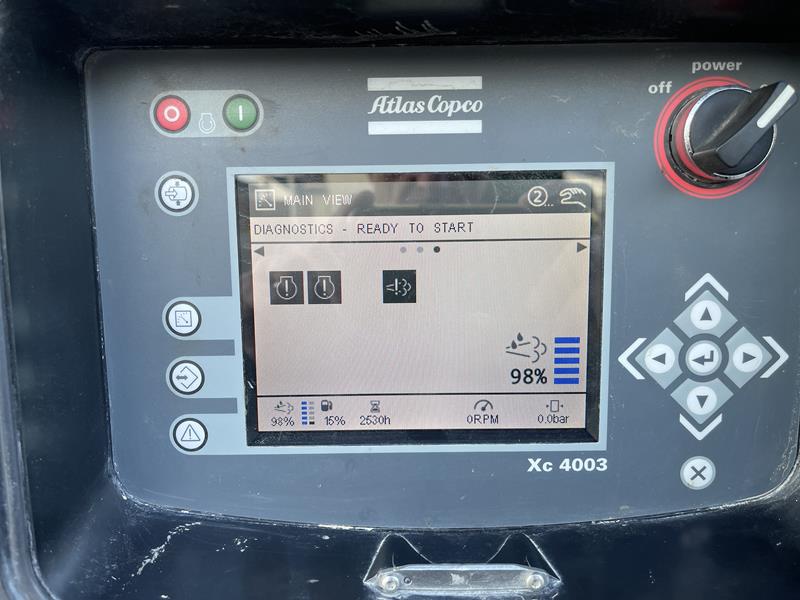 power
off
Atlas Copco
MAIN VIEW
2...
DIAGNOSTICS - READY TO START
98%
98% 15% 2530h 0RPM 0.0bar
Xc 4003